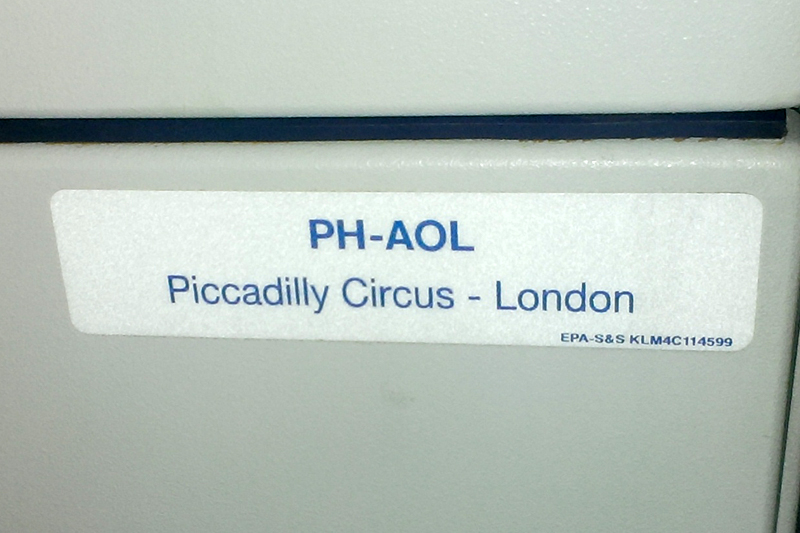 PH-AOL
Piccadilly Circus - London
EPA-S&S KLM4C114599